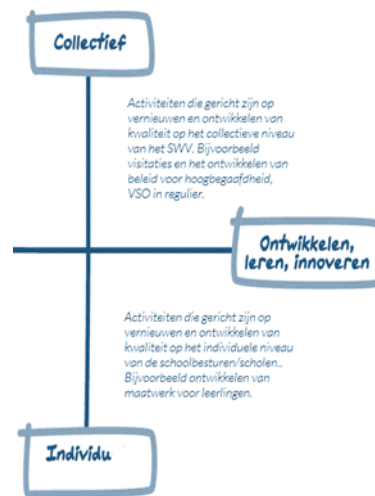 Collectief
Activiteiten die gericht zijn op
vernieuwen en ontwikkelen van
kwaliteit op het collectieve niveau
van het SWV. Bijvoorbeeld
visitaties en het ontwikkelen van
beleid voor hoogbegaafdheid,
VSO in regulier.
Ontwikkelen,
leren, innoveren
Activiteiten die gericht zijn op
vernieuwen en ontwikkelen van
kwaliteit op het individuele niveau
van de schoolbesturen/scholen..
Bijvoorbeeld ontwikkelen van
maatwerk voor leerlingen.
Individu